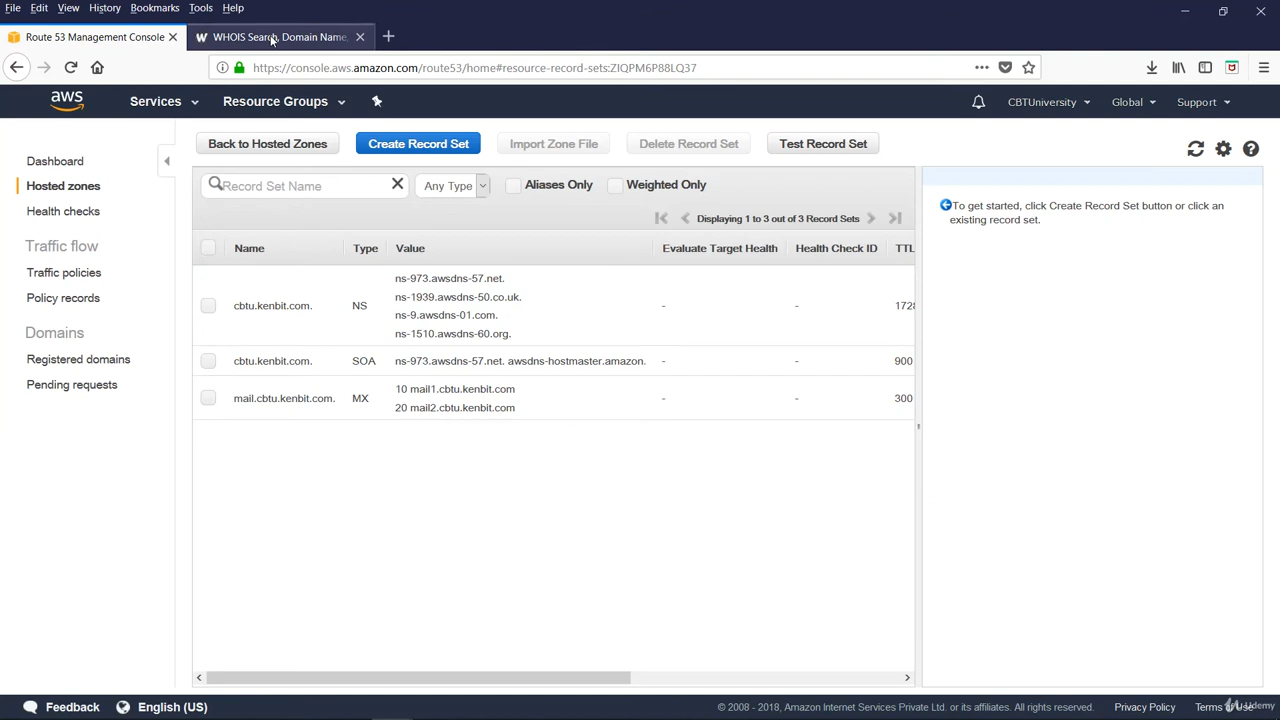 File Edit View History Bookmarks Tools Help
Route 53 Management Console
WHOIS Search, Domain Name,
https://console.aws.amazon.com/route53/home#resource-record-sets:ZIQPM6P88LQ37
aws Services Resource Groups CBTUniversity Global Support
Back to Hosted Zones Create Record Set Import Zone File Delete Record Set Test Record Set
Dashboard
Hosted zones
Health checks
Traffic flow
Traffic policies
Policy records
Domains
Registered domains
Pending requests
Record Set Name Any Type Aliases Only Weighted Only
Displaying 1 to 3 out of 3 Record Sets
Name Type Value Evaluate Target Health Health Check ID TTL
cbtu.kenbit.com. NS
ns-973.awsdns-57.net.
ns-1939.awsdns-50.co.uk.
ns-9.awsdns-01.com.
ns-1510.awsdns-60.org.
- - 1728
cbtu.kenbit.com. SOA ns-973.awsdns-57.net. awsdns-hostmaster.amazon. - - 900
mail.cbtu.kenbit.com. MX
10 mail1.cbtu.kenbit.com
20 mail2.cbtu.kenbit.com
- - 300
To get started, click Create Record Set button or click an
existing record set.
Feedback English (US) © 2008 - 2018, Amazon Internet Services Private Ltd. or its affiliates. All rights reserved. Privacy Policy Terms of Use
Udemy